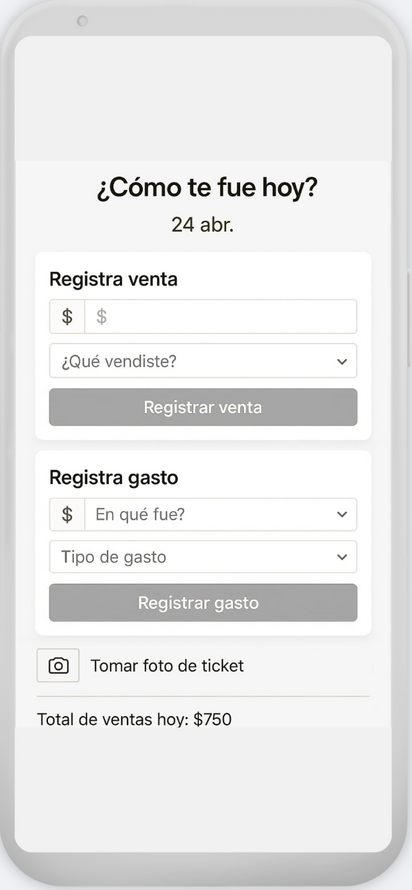 ¿Cómo te fue hoy?
24 abr.
Registra venta
$ $
¿Qué vendiste?
Registrar venta
Registra gasto
$ En qué fue?
Tipo de gasto
Registrar gasto
Tomar foto de ticket
Total de ventas hoy: $750